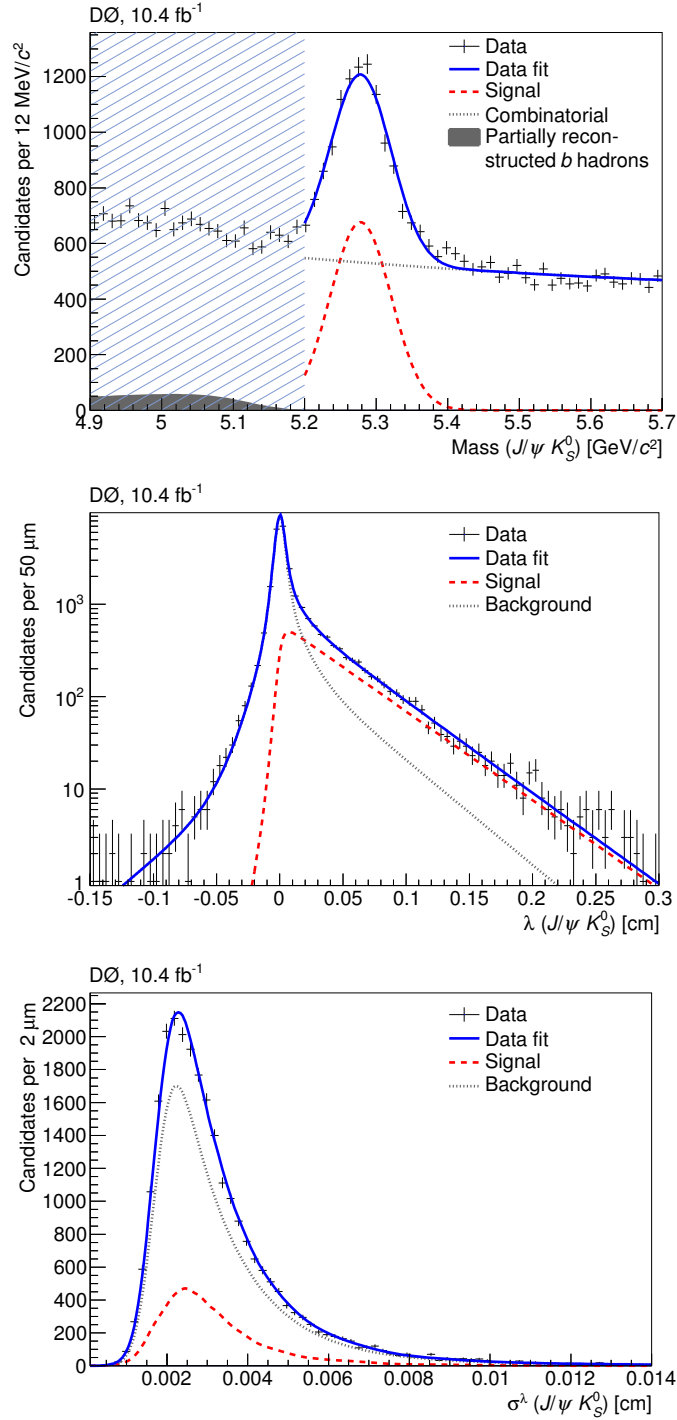 DØ, 10.4 fb⁻¹
Candidates per 12 MeV/c²
1200
1000
800
600
400
200
0
Data
Data fit
Signal
Combinatorial
Partially recon-
structed b hadrons
4.9 5 5.1 5.2 5.3 5.4 5.5 5.6 5.7
Mass (J/ψ K⁰_S) [GeV/c²]
DØ, 10.4 fb⁻¹
Candidates per 50 μm
10³
10²
10
1
Data
Data fit
Signal
Background
-0.15 -0.1 -0.05 0 0.05 0.1 0.15 0.2 0.25 0.3
λ (J/ψ K⁰_S) [cm]
DØ, 10.4 fb⁻¹
Candidates per 2 μm
2200
2000
1800
1600
1400
1200
1000
800
600
400
200
0
Data
Data fit
Signal
Background
0.002 0.004 0.006 0.008 0.01 0.012 0.014
σ^λ (J/ψ K⁰_S) [cm]